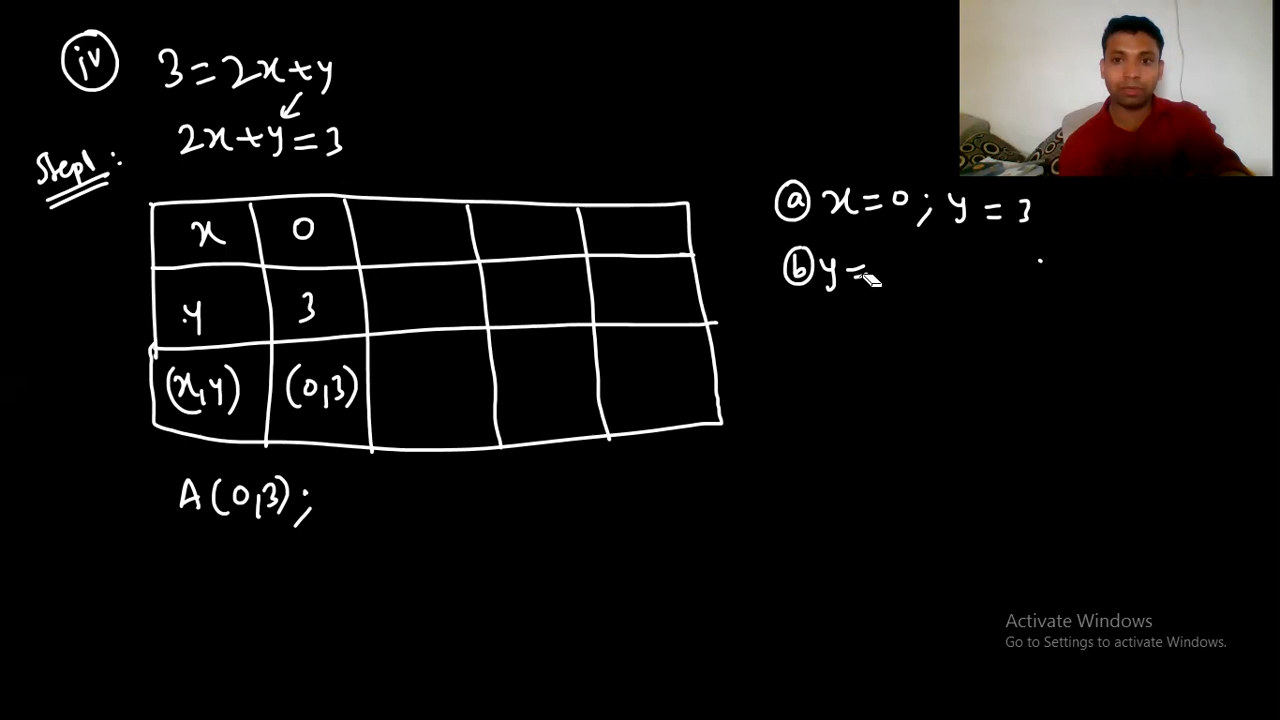 iv 3=2x+y
2x+y=3
Step1:
x 0
y 3
(x,y) (0,3)
A(0,3);
a x=0; y=3
b y=
Activate Windows
Go to Settings to activate Windows.